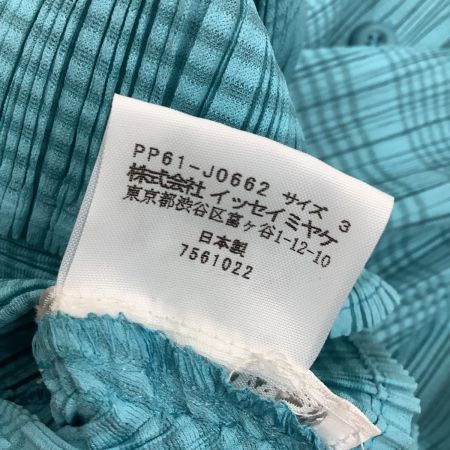 PP61-J0662 サイズ 3
株式会社 イッセイミヤケ
東京都渋谷区富ヶ谷1-12-10
日本製
7561022